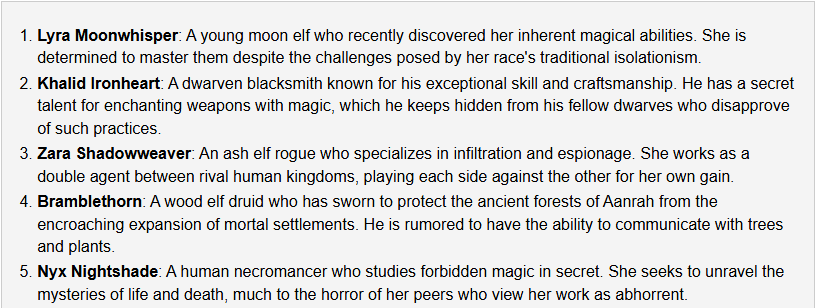 1. Lyra Moonwhisper: A young moon elf who recently discovered her inherent magical abilities. She is
determined to master them despite the challenges posed by her race's traditional isolationism.
2. Khalid Ironheart: A dwarven blacksmith known for his exceptional skill and craftsmanship. He has a secret
talent for enchanting weapons with magic, which he keeps hidden from his fellow dwarves who disapprove
of such practices.
3. Zara Shadowweaver: An ash elf rogue who specializes in infiltration and espionage. She works as a
double agent between rival human kingdoms, playing each side against the other for her own gain.
4. Bramblethorn: A wood elf druid who has sworn to protect the ancient forests of Aanrah from the
encroaching expansion of mortal settlements. He is rumored to have the ability to communicate with trees
and plants.
5. Nyx Nightshade: A human necromancer who studies forbidden magic in secret. She seeks to unravel the
mysteries of life and death, much to the horror of her peers who view her work as abhorrent.